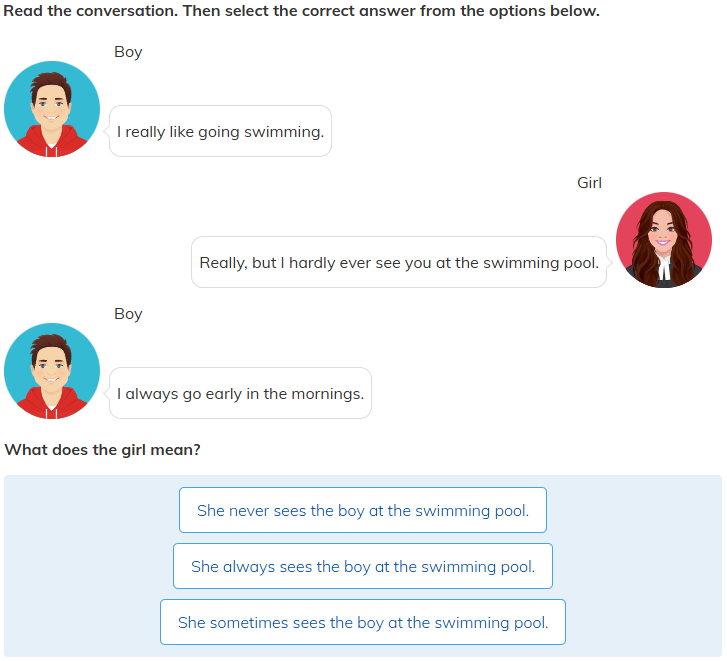 Read the conversation. Then select the correct answer from the options below.
Boy
I really like going swimming.
Girl
Really, but I hardly ever see you at the swimming pool.
Boy
I always go early in the mornings.
What does the girl mean?
She never sees the boy at the swimming pool.
She always sees the boy at the swimming pool.
She sometimes sees the boy at the swimming pool.